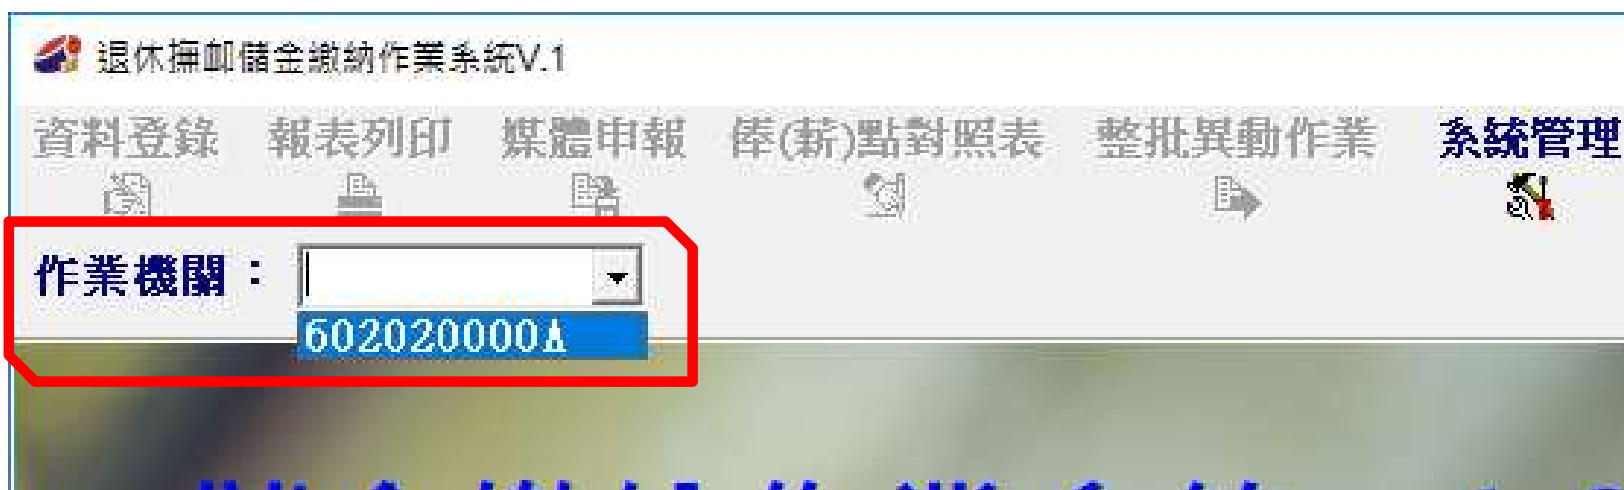 退休撫卹儲金繳納作業系統V.1
資料登錄 報表列印 媒體申報 俸(薪)點對照表 整批異動作業 系統管理
作業機關：
602020000A